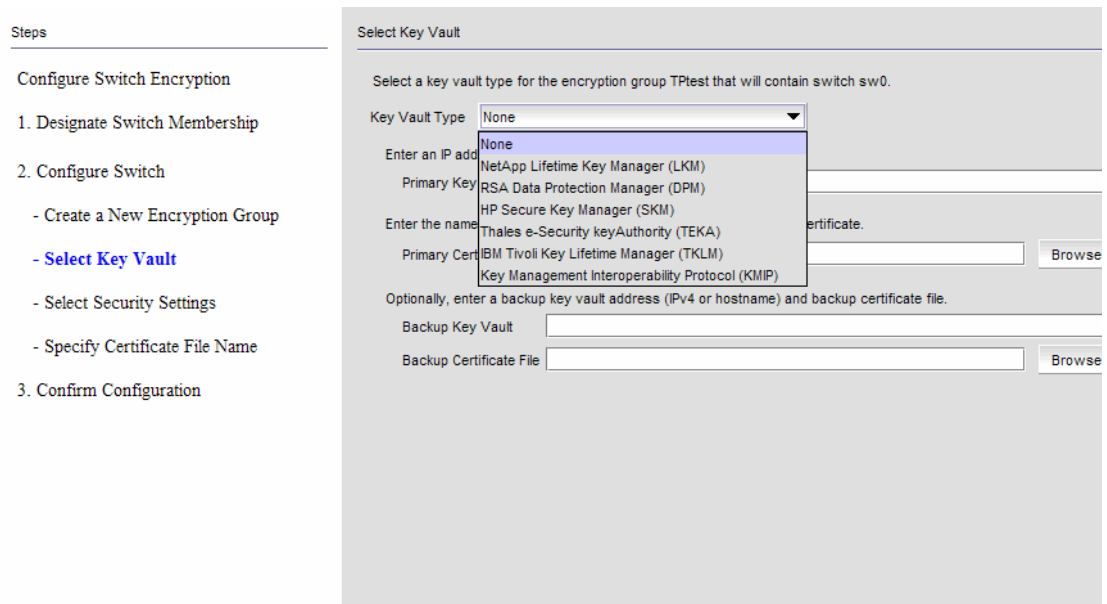 Steps
Configure Switch Encryption
1. Designate Switch Membership
2. Configure Switch
- Create a New Encryption Group
- Select Key Vault
- Select Security Settings
- Specify Certificate File Name
3. Confirm Configuration
Select Key Vault
Select a key vault type for the encryption group TPtest that will contain switch sw0.
Key Vault Type None
None
NetApp Lifetime Key Manager (LKM)
RSA Data Protection Manager (DPM)
HP Secure Key Manager (SKM)
Thales e-Security keyAuthority (TEKA)
IBM Tivoli Key Lifetime Manager (TKLM)
Key Management Interoperability Protocol (KMIP)
Enter an IP add
Primary Key
Enter the name ertificate.
Primary Cert Browse
Optionally, enter a backup key vault address (IPv4 or hostname) and backup certificate file.
Backup Key Vault
Backup Certificate File Browse